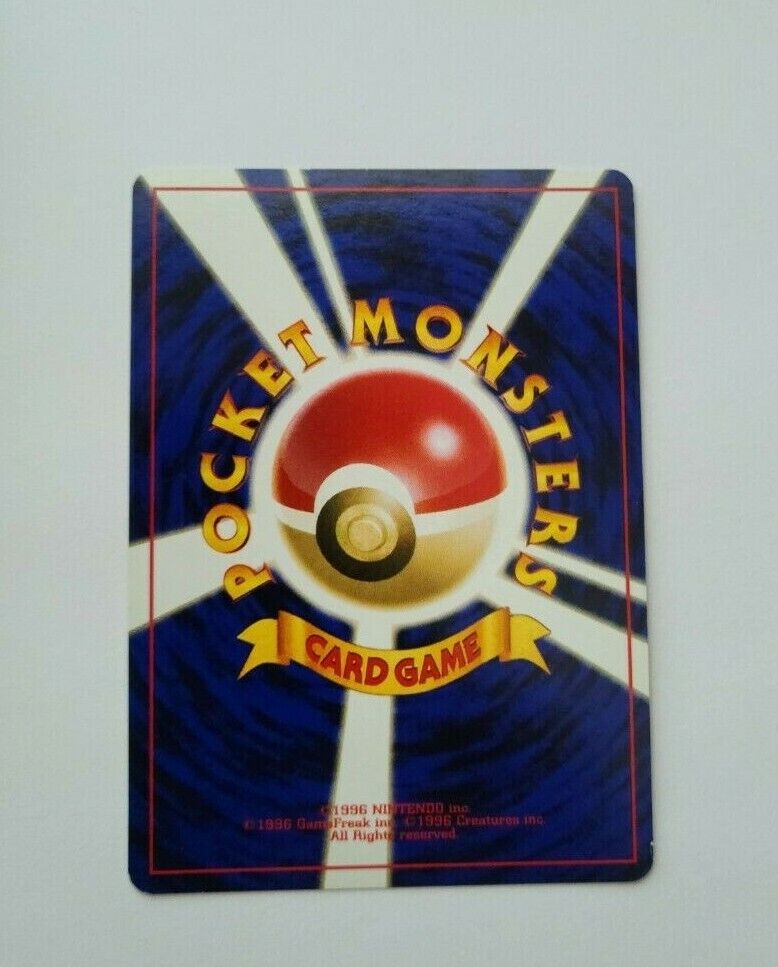 POCKET MONSTERS
CARD GAME
©1996 NINTENDO inc.
©1996 GameFreak inc. ©1996 Creatures inc.
All Rights reserved.